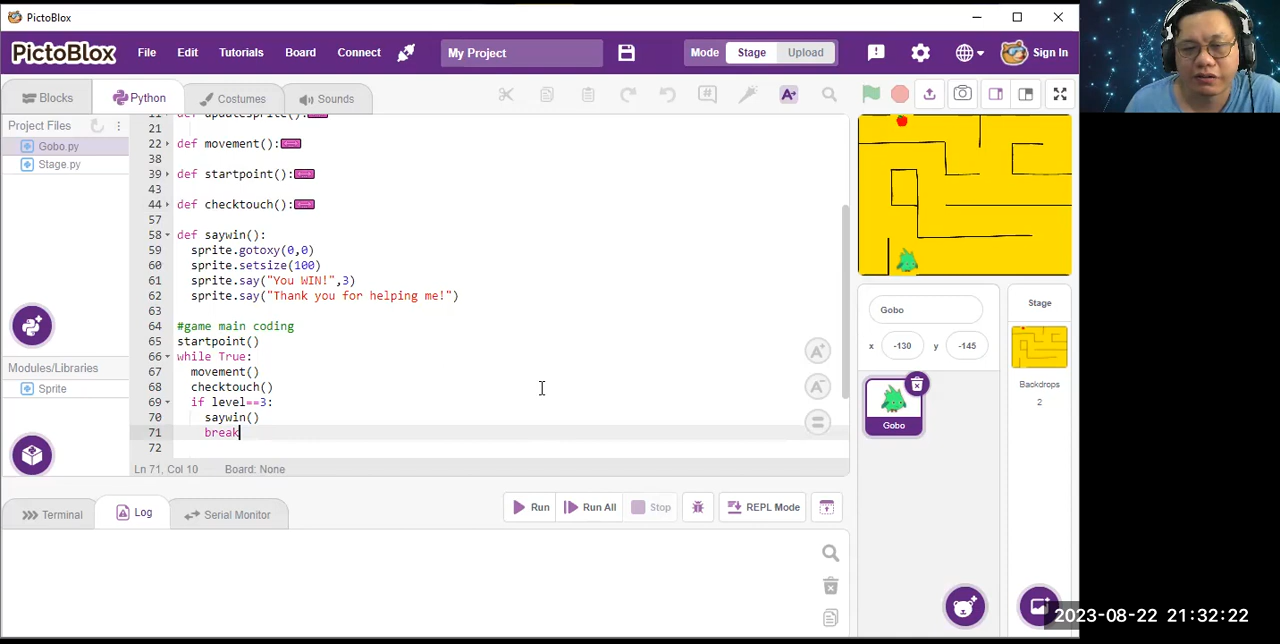 PictoBlox
PictoBlox File Edit Tutorials Board Connect My Project Mode Stage Upload Sign In
Blocks Python Costumes Sounds
Project Files
Gobo.py
Stage.py
Modules/Libraries
Sprite
11 def updatesprite():
21
22 def movement():
38
39 def startpoint():
43
44 def checktouch():
57
58 def saywin():
59 sprite.gotoxy(0,0)
60 sprite.setsize(100)
61 sprite.say("You WIN!",3)
62 sprite.say("Thank you for helping me!")
63
64 #game main coding
65 startpoint()
66 while True:
67 movement()
68 checktouch()
69 if level==3:
70 saywin()
71 break
72
Ln 71, Col 10 Board: None
Gobo
x -130 y -145
Gobo
Stage
Backdrops
2
Terminal Log Serial Monitor Run Run All Stop REPL Mode
2023-08-22 21:32:22